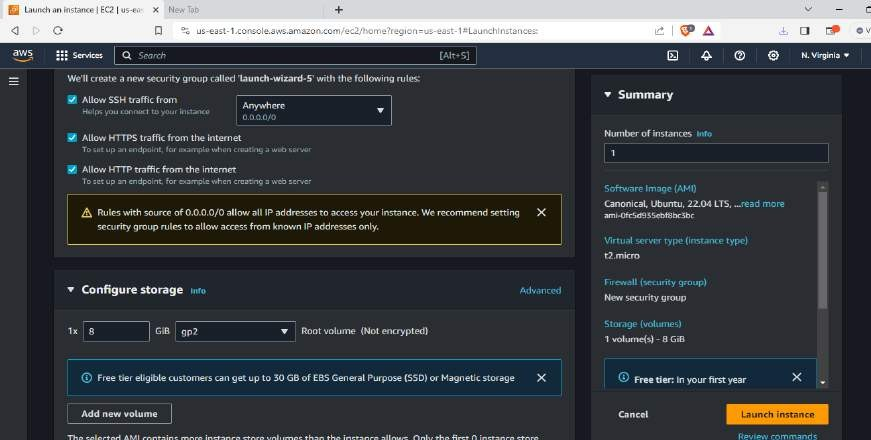 Launch an instance | EC2 | us-eas
New Tab
us-east-1.console.aws.amazon.com/ec2/home?region=us-east-1#LaunchInstances:
aws
Services
Search
[Alt+S]
N. Virginia
We'll create a new security group called 'launch-wizard-5' with the following rules:
Allow SSH traffic from
Helps you connect to your instance
Anywhere
0.0.0.0/0
Allow HTTPS traffic from the internet
To set up an endpoint, for example when creating a web server
Allow HTTP traffic from the internet
To set up an endpoint, for example when creating a web server
Rules with source of 0.0.0.0/0 allow all IP addresses to access your instance. We recommend setting
security group rules to allow access from known IP addresses only.
Configure storage Info
Advanced
1x 8 GiB gp2 Root volume (Not encrypted)
Free tier eligible customers can get up to 30 GB of EBS General Purpose (SSD) or Magnetic storage
Add new volume
The selected AMI contains more instance store volumes than the instance allows. Only the first 0 instance store
Summary
Number of instances Info
1
Software Image (AMI)
Canonical, Ubuntu, 22.04 LTS, ...read more
ami-0fc5d935ebf8bc3bc
Virtual server type (instance type)
t2.micro
Firewall (security group)
New security group
Storage (volumes)
1 volume(s) - 8 GiB
Free tier: In your first year
Cancel
Launch instance
Review commands